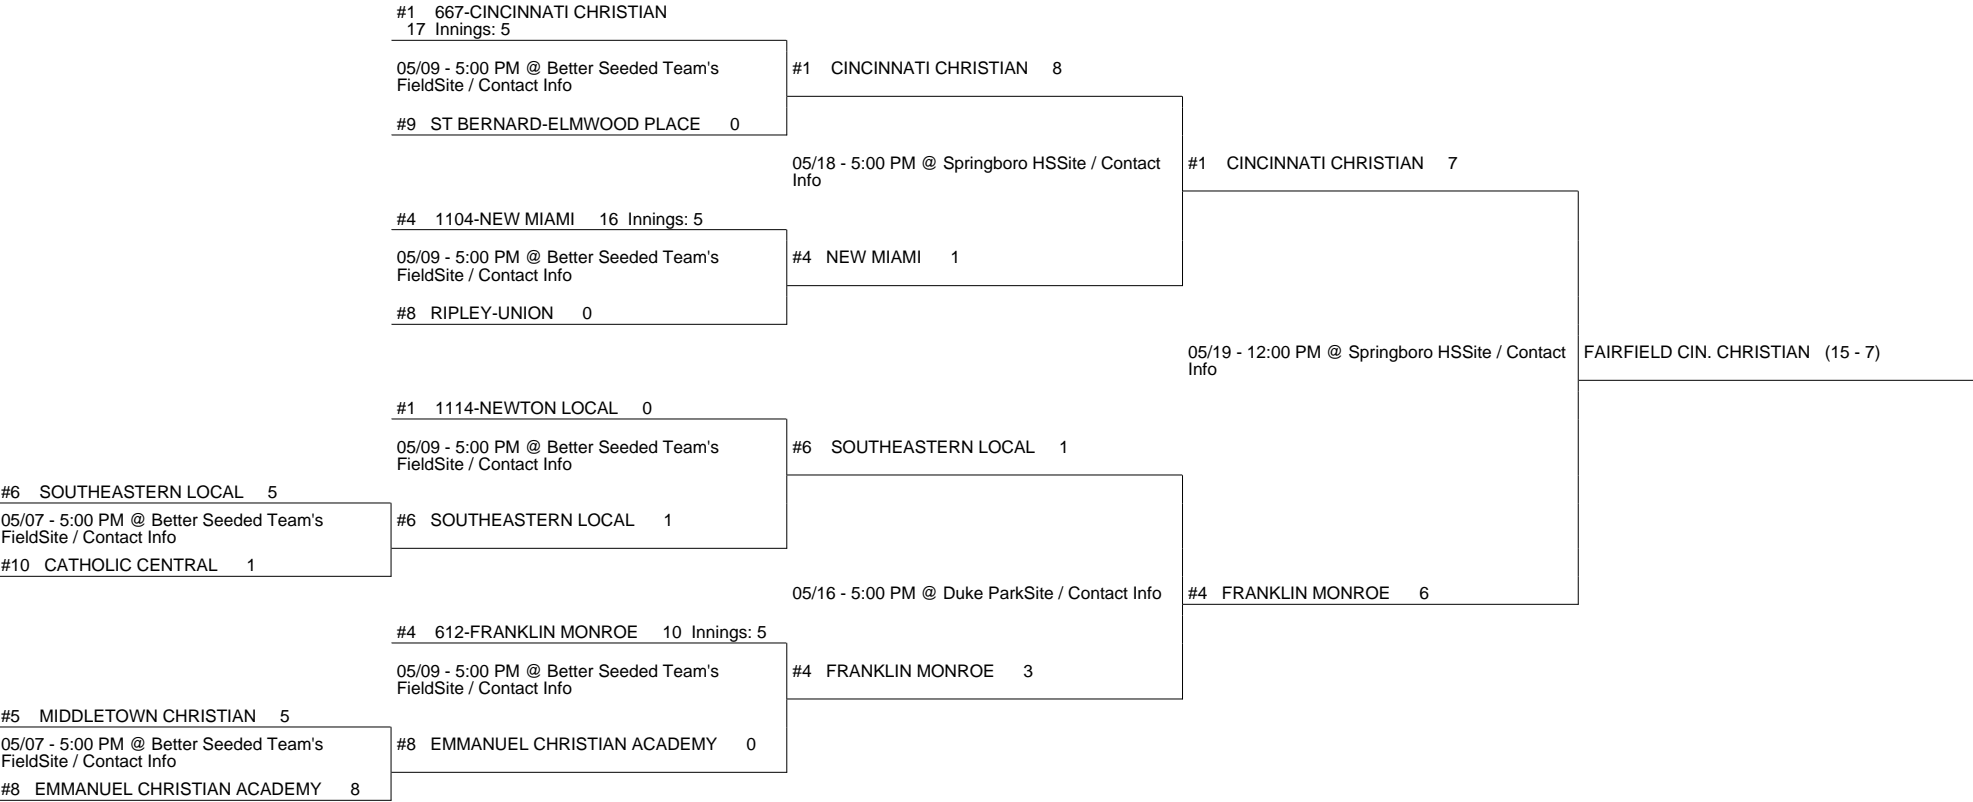 #1 667-CINCINNATI CHRISTIAN
17 Innings: 5
05/09 - 5:00 PM @ Better Seeded Team's
FieldSite / Contact Info
#9 ST BERNARD-ELMWOOD PLACE 0
#1 CINCINNATI CHRISTIAN 8
05/18 - 5:00 PM @ Springboro HSSite / Contact
Info
#1 CINCINNATI CHRISTIAN 7
#4 1104-NEW MIAMI 16 Innings: 5
05/09 - 5:00 PM @ Better Seeded Team's
FieldSite / Contact Info
#8 RIPLEY-UNION 0
#4 NEW MIAMI 1
05/19 - 12:00 PM @ Springboro HSSite / Contact
Info
FAIRFIELD CIN. CHRISTIAN (15 - 7)
#1 1114-NEWTON LOCAL 0
05/09 - 5:00 PM @ Better Seeded Team's
FieldSite / Contact Info
#6 SOUTHEASTERN LOCAL 1
#6 SOUTHEASTERN LOCAL 5
05/07 - 5:00 PM @ Better Seeded Team's
FieldSite / Contact Info
#10 CATHOLIC CENTRAL 1
#6 SOUTHEASTERN LOCAL 1
05/16 - 5:00 PM @ Duke ParkSite / Contact Info
#4 FRANKLIN MONROE 6
#4 612-FRANKLIN MONROE 10 Innings: 5
05/09 - 5:00 PM @ Better Seeded Team's
FieldSite / Contact Info
#4 FRANKLIN MONROE 3
#5 MIDDLETOWN CHRISTIAN 5
05/07 - 5:00 PM @ Better Seeded Team's
FieldSite / Contact Info
#8 EMMANUEL CHRISTIAN ACADEMY 8
#8 EMMANUEL CHRISTIAN ACADEMY 0